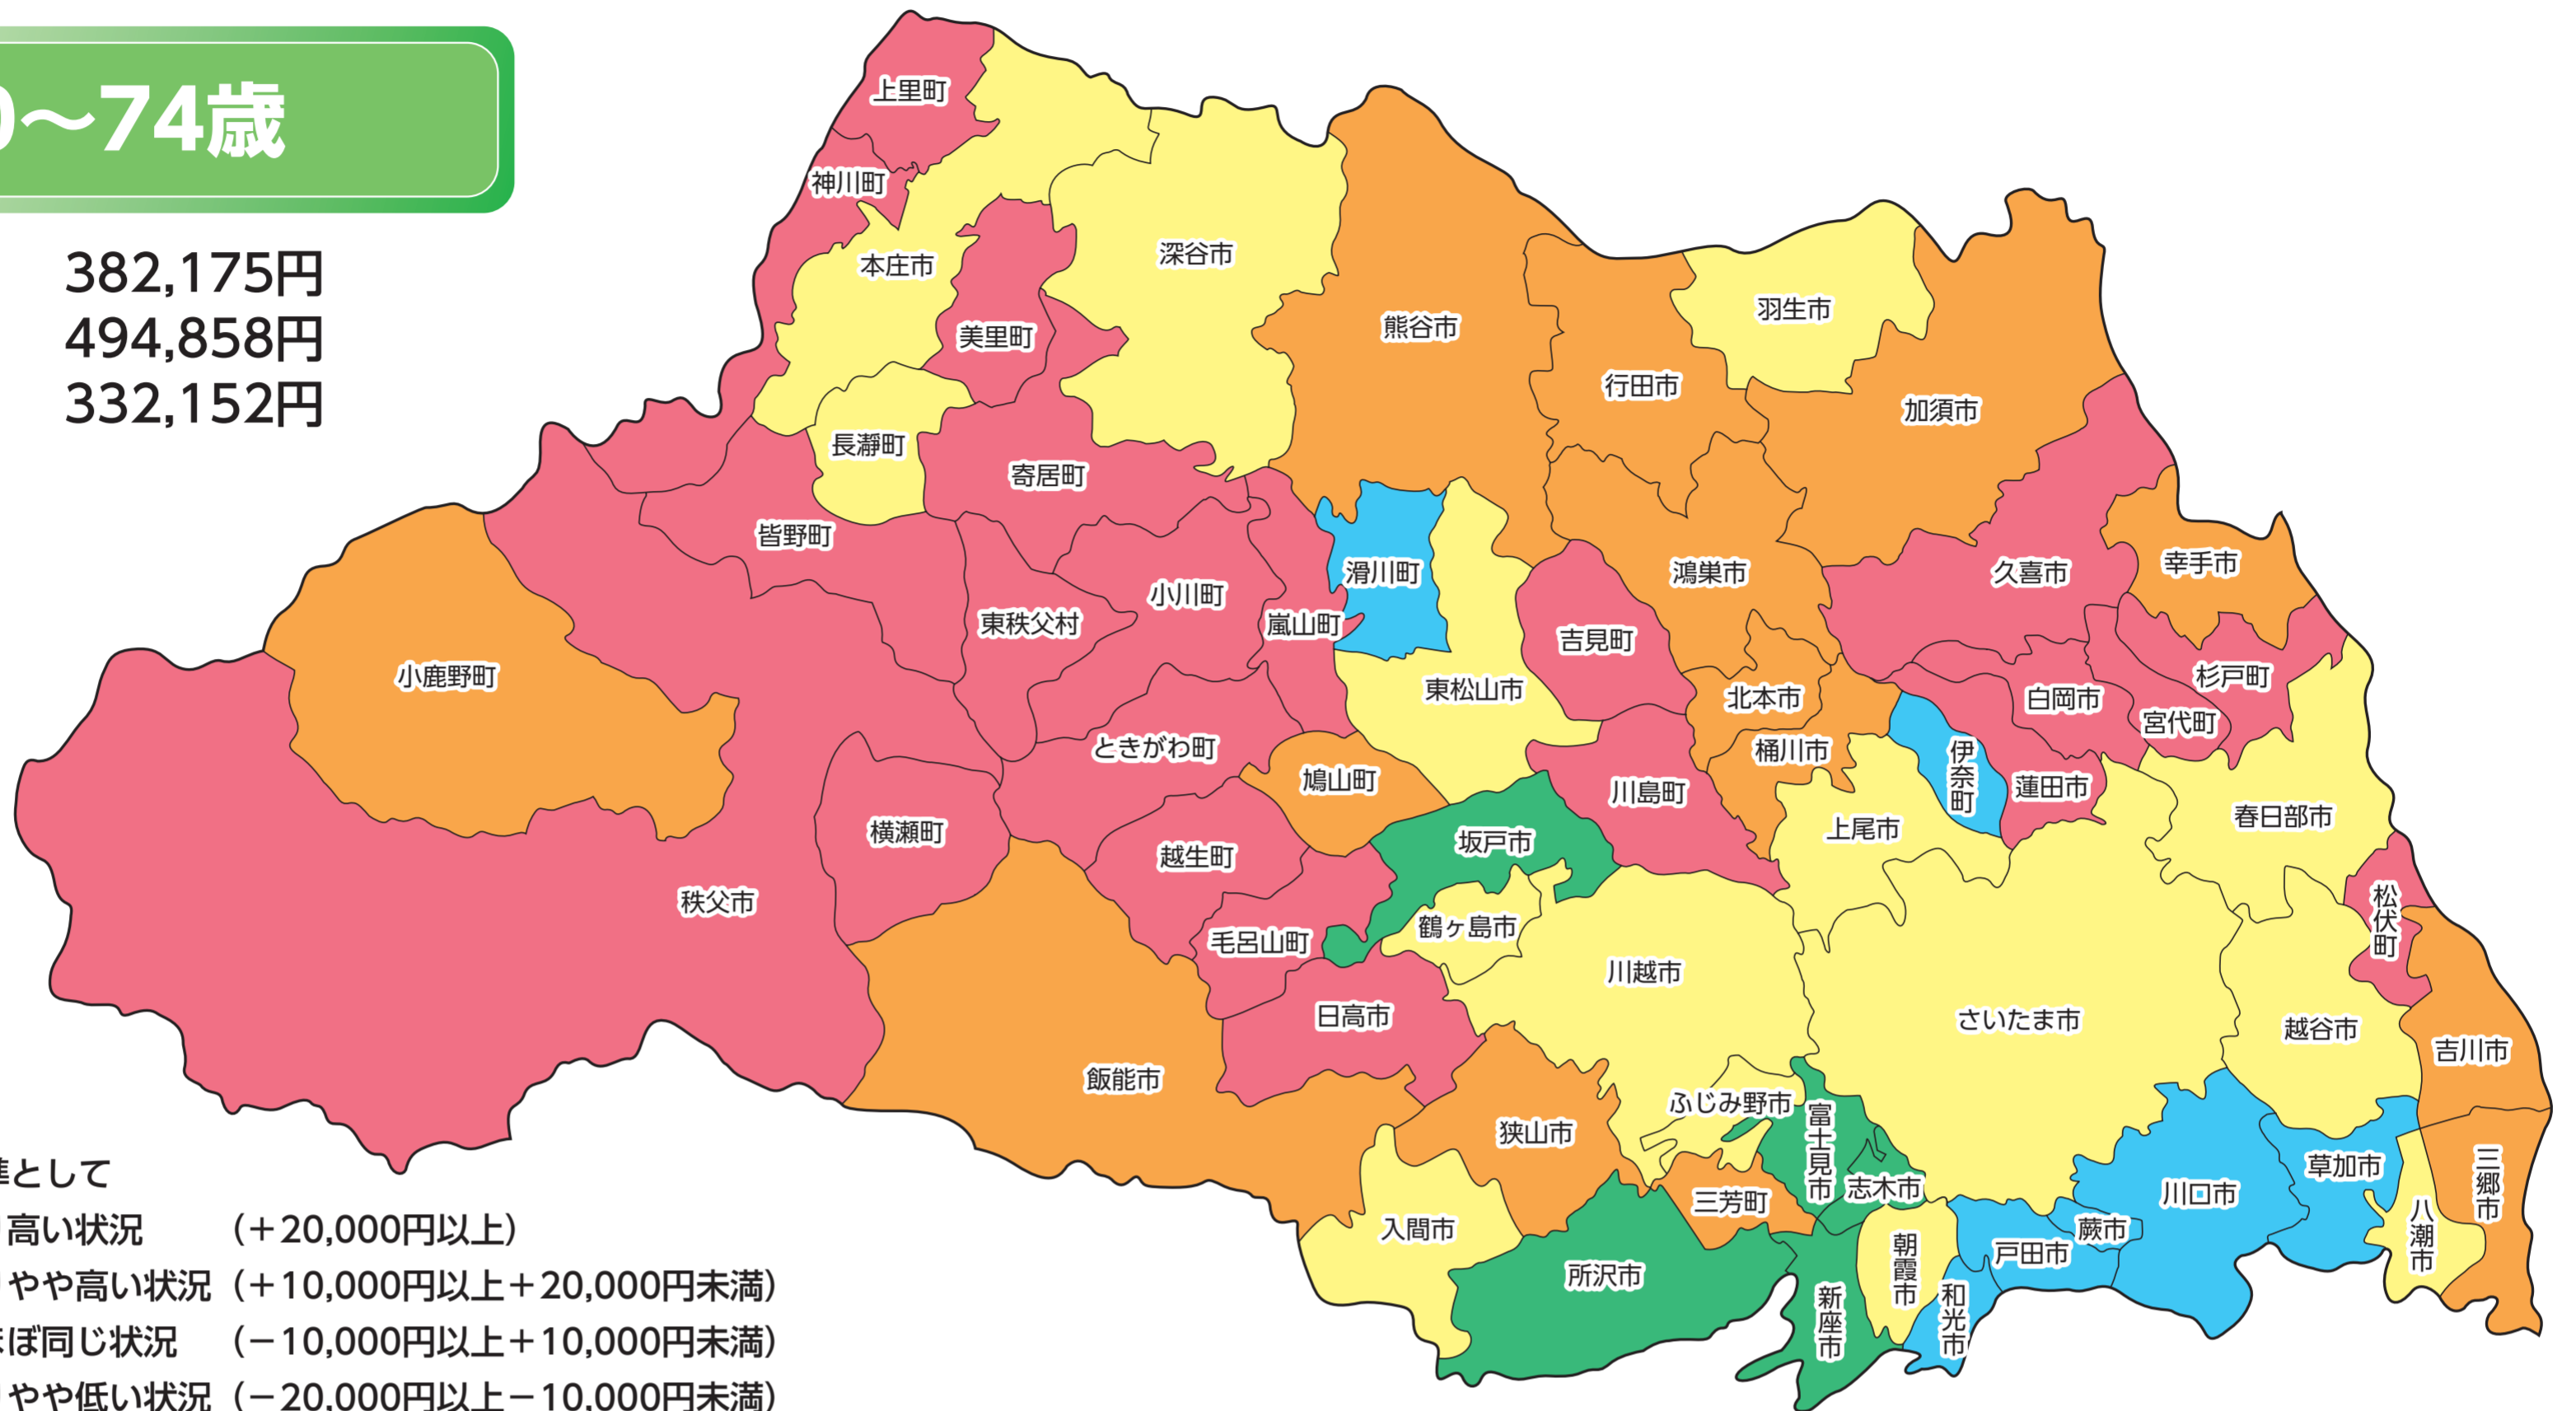 ～74歳
382,175円
494,858円
332,152円
上里町
神川町
本庄市
深谷市
美里町
熊谷市
羽生市
行田市
加須市
長瀞町
寄居町
皆野町
滑川町
鴻巣市
久喜市
幸手市
東秩父村
小川町
嵐山町
吉見町
小鹿野町
東松山市
北本市
白岡市
杉戸町
宮代町
ときがわ町
鳩山町
川島町
桶川市
伊奈町
蓮田市
横瀬町
越生町
坂戸市
上尾市
春日部市
秩父市
毛呂山町
鶴ヶ島市
川越市
松伏町
日高市
さいたま市
越谷市
吉川市
飯能市
狭山市
ふじみ野市
富士見市
志木市
三芳町
川口市
草加市
三郷市
八潮市
蕨市
戸田市
入間市
所沢市
新座市
朝霞市
和光市
準として
高い状況 （＋20,000円以上）
やや高い状況 （＋10,000円以上＋20,000円未満）
ほぼ同じ状況 （－10,000円以上＋10,000円未満）
やや低い状況 （－20,000円以上－10,000円未満）